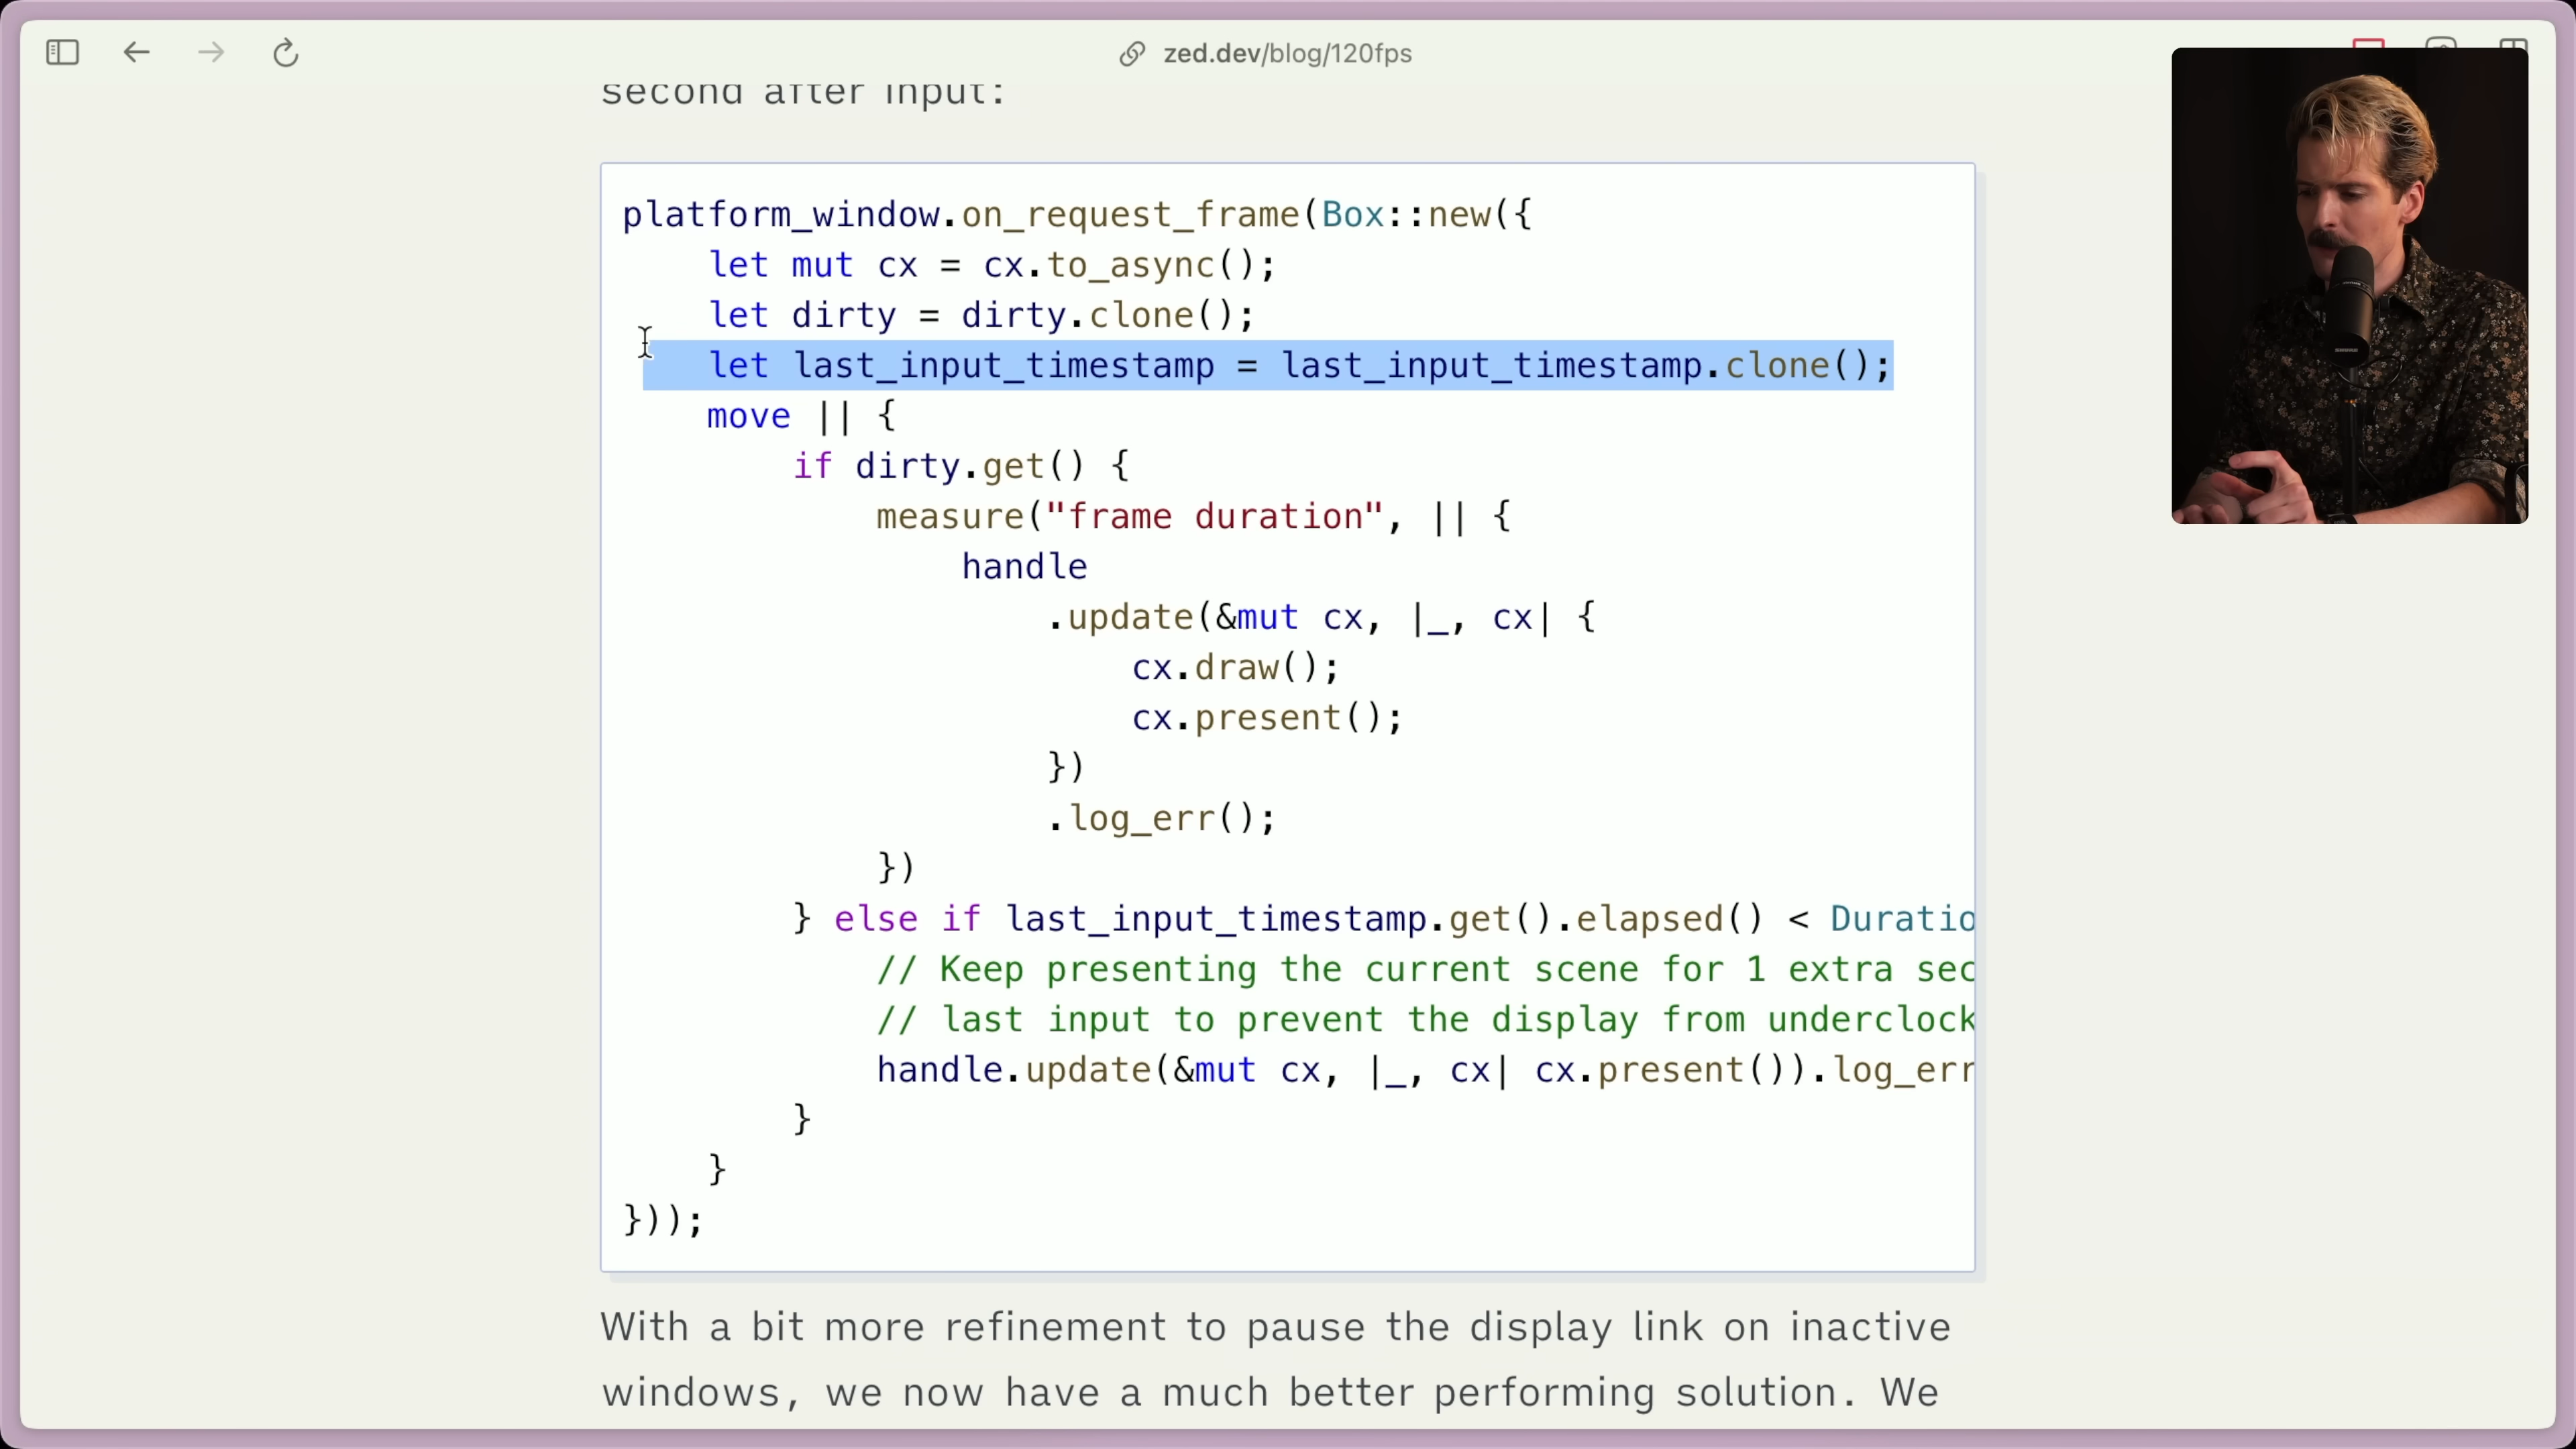 zed.dev/blog/120fps
second after input:
platform_window.on_request_frame(Box::new({
let mut cx = cx.to_async();
let dirty = dirty.clone();
let last_input_timestamp = last_input_timestamp.clone();
move || {
if dirty.get() {
measure("frame duration", || {
handle
.update(&mut cx, |_, cx| {
cx.draw();
cx.present();
})
.log_err();
})
} else if last_input_timestamp.get().elapsed() < Duratio
// Keep presenting the current scene for 1 extra sec
// last input to prevent the display from underclock
handle.update(&mut cx, |_, cx| cx.present()).log_err
}
}
}));
With a bit more refinement to pause the display link on inactive
windows, we now have a much better performing solution. We